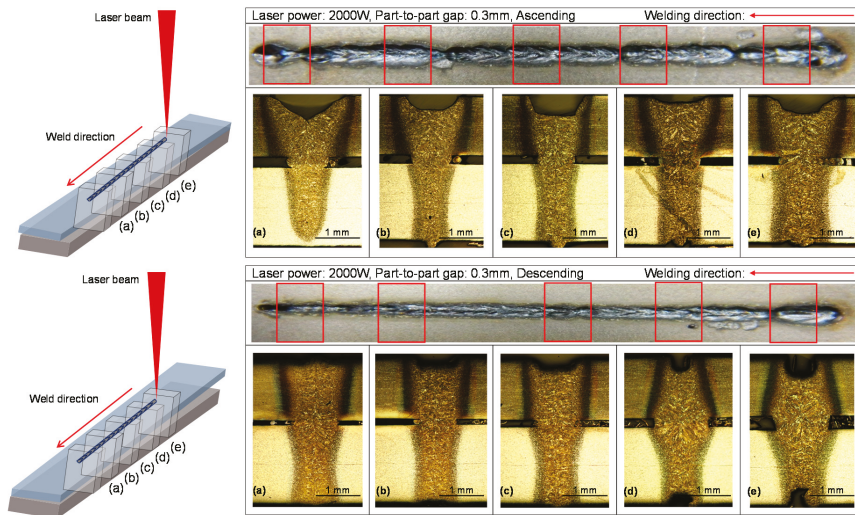 Laser beam
Weld direction
(a)
(b)
(c)
(d)
(e)
Laser power: 2000W, Part-to-part gap: 0.3mm, Ascending
Welding direction:
(a)
1 mm
(b)
1 mm
(c)
1 mm
(d)
1 mm
(e)
1 mm
Laser beam
Weld direction
(a)
(b)
(c)
(d)
(e)
Laser power: 2000W, Part-to-part gap: 0.3mm, Descending
Welding direction:
(a)
1 mm
(b)
1 mm
(c)
1 mm
(d)
1 mm
(e)
1 mm